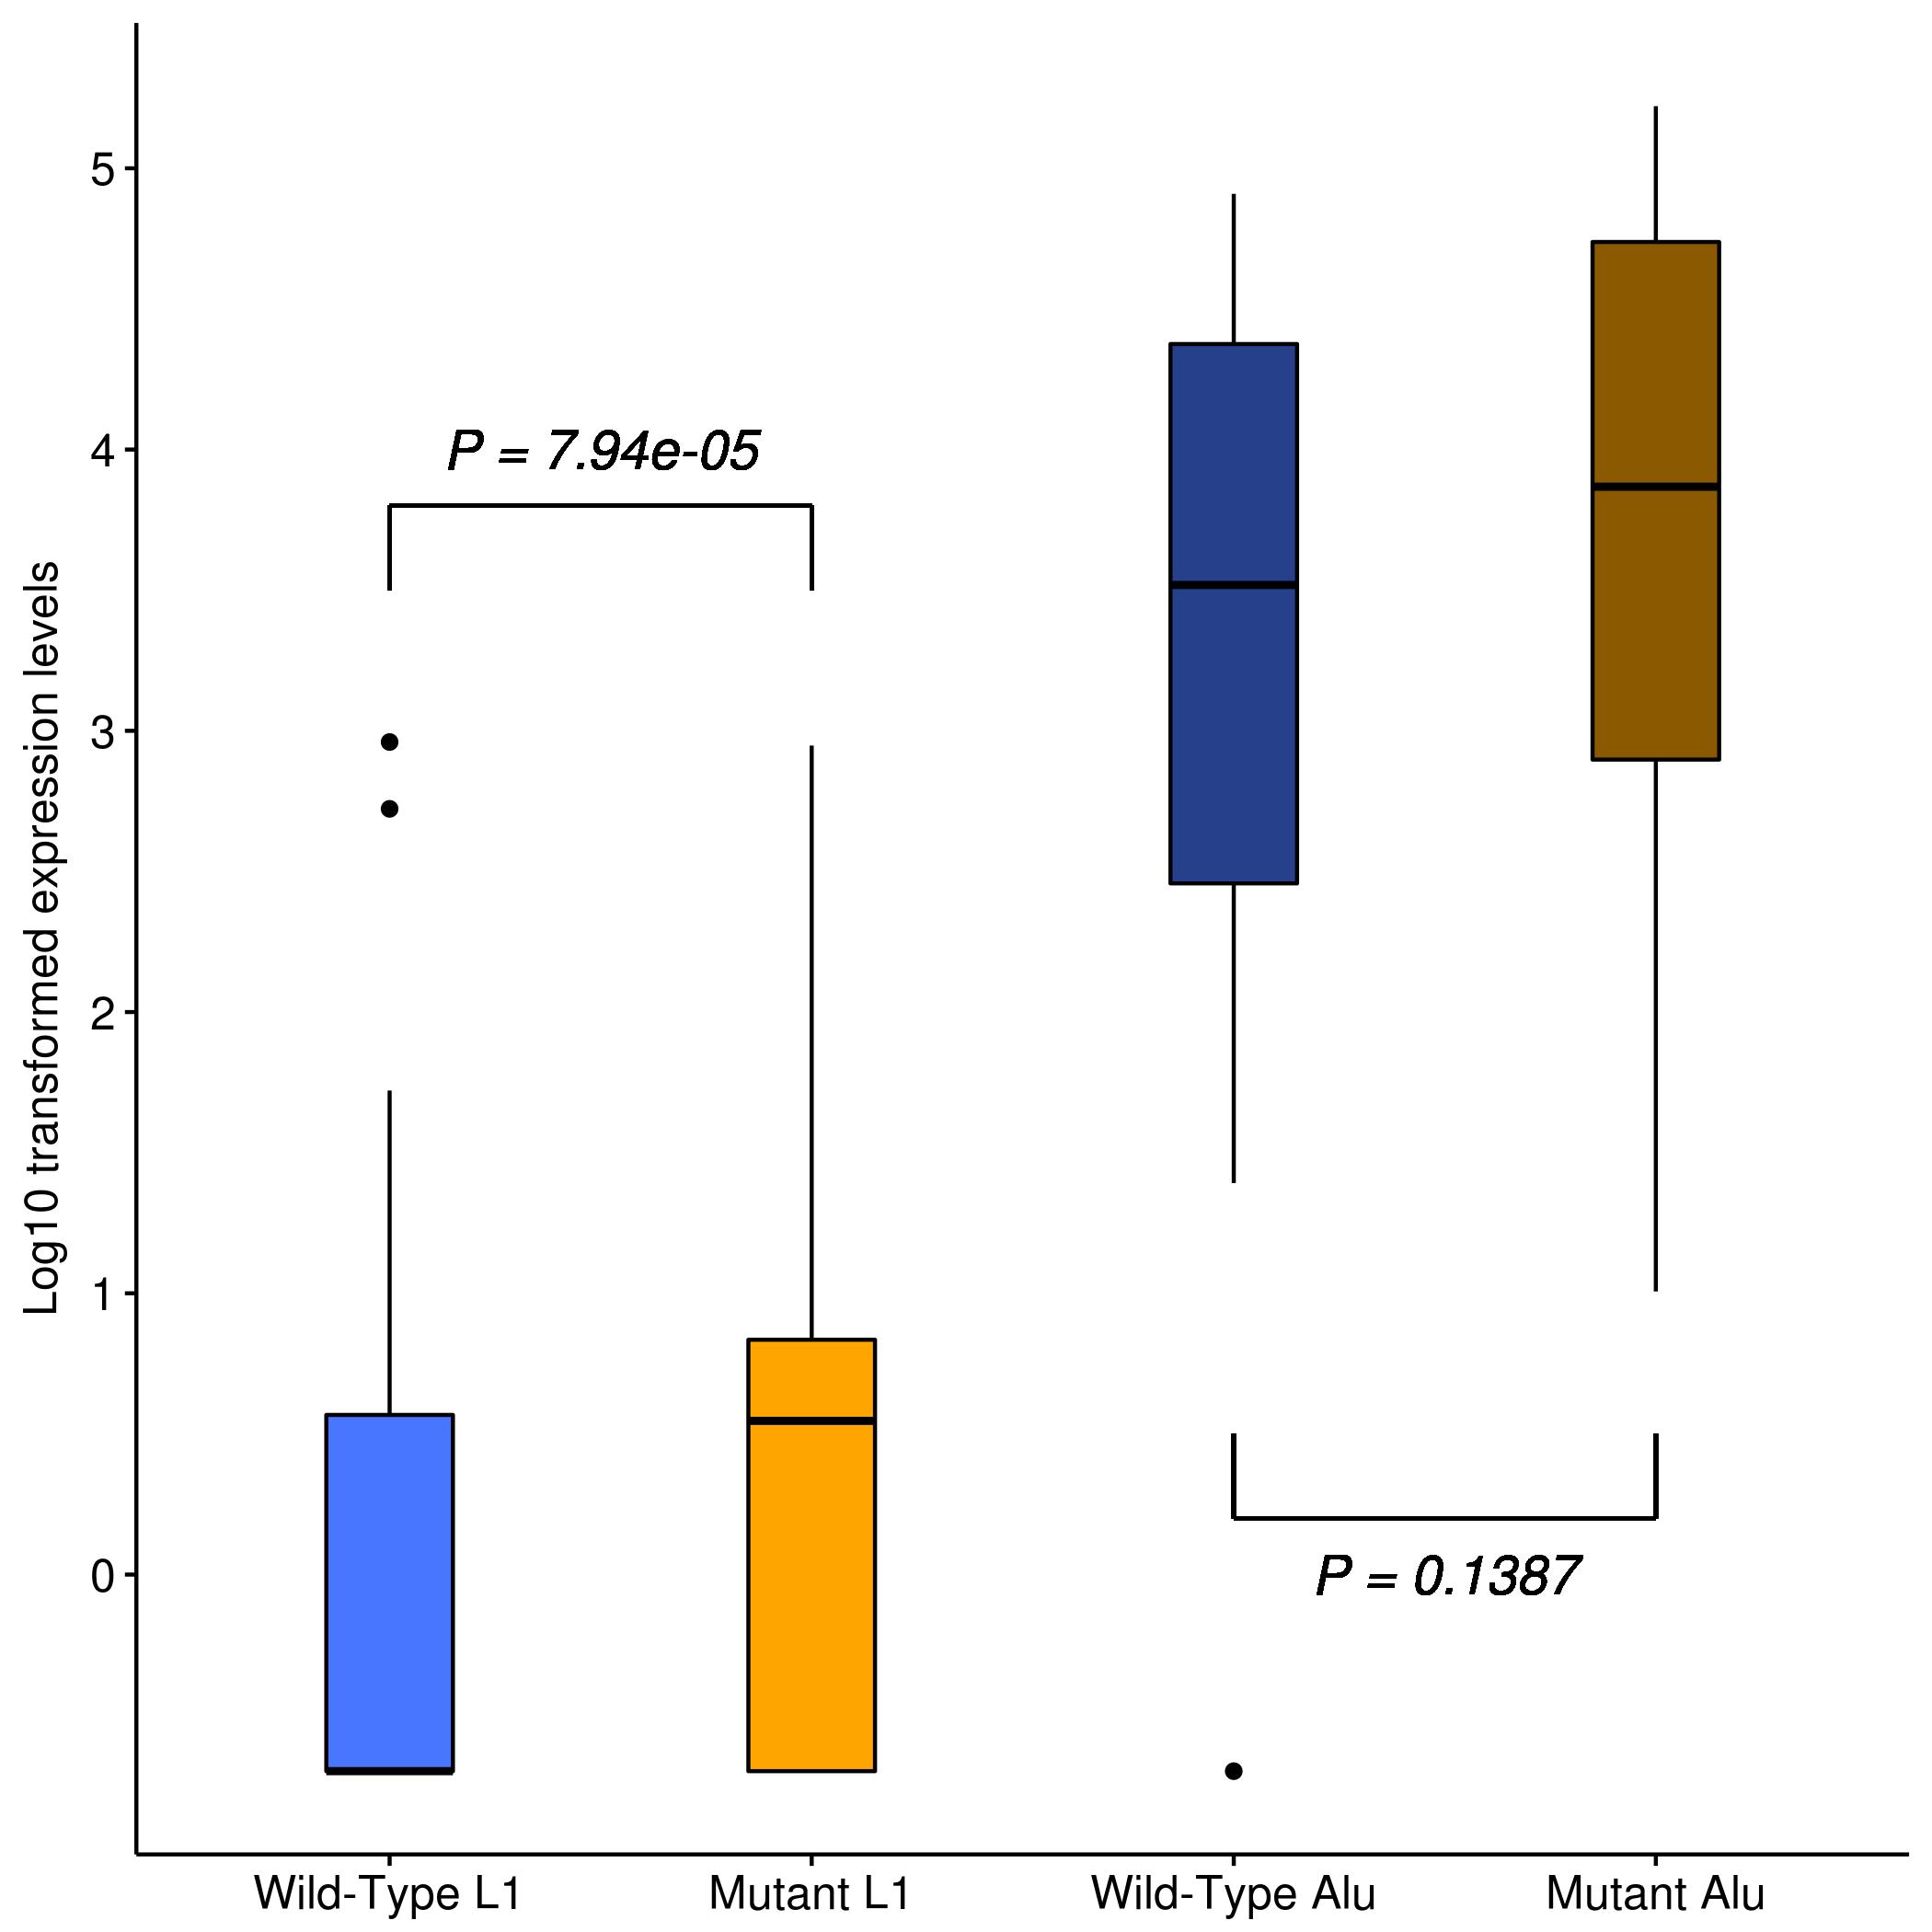 Log10 transformed expression levels
5
4
3
2
1
0
P = 7.94e-05
P = 0.1387
Wild-Type L1
Mutant L1
Wild-Type Alu
Mutant Alu